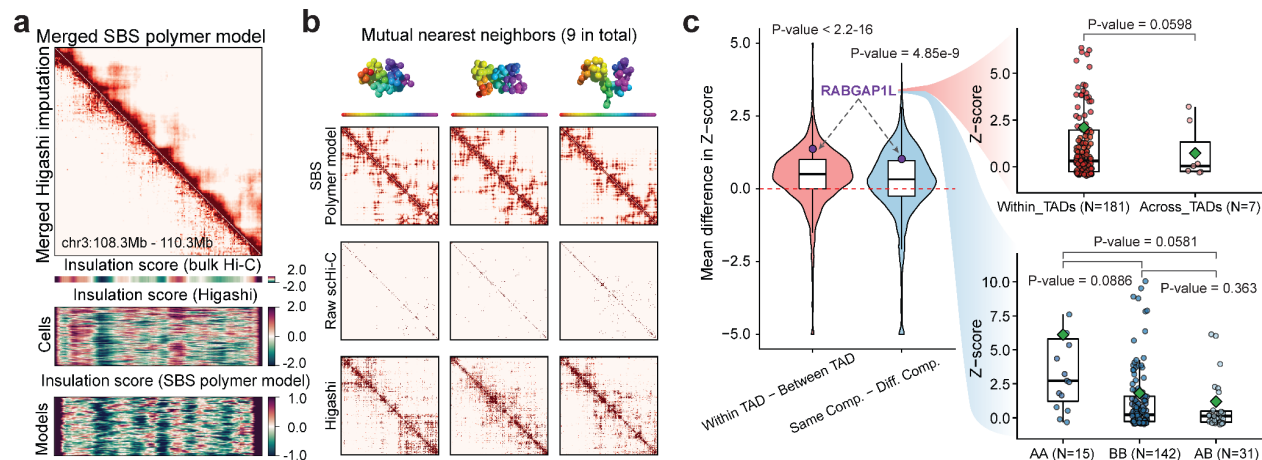 a
Merged SBS polymer model
Merged Higashi imputation
chr3:108.3Mb - 110.3Mb
Insulation score (bulk Hi-C)
2.0
-2.0
Insulation score (Higashi)
Cells
2.0
0.0
-2.0
Insulation score (SBS polymer model)
Models
1.0
0.0
-1.0
b
Mutual nearest neighbors (9 in total)
SBS
Polymer model
Raw scHi-C
Higashi
c
Mean difference in Z−score
5.0
2.5
0.0
−2.5
−5.0
P-value < 2.2-16
P-value = 4.85e-9
RABGAP1L
Within TAD − Between TAD
Same Comp. − Diff. Comp.
P-value = 0.0598
Z−score
5.0
2.5
0.0
Within_TADs (N=181)
Across_TADs (N=7)
P-value = 0.0581
P-value = 0.0886
P-value = 0.363
Z−score
10.0
7.5
5.0
2.5
0.0
AA (N=15)
BB (N=142)
AB (N=31)